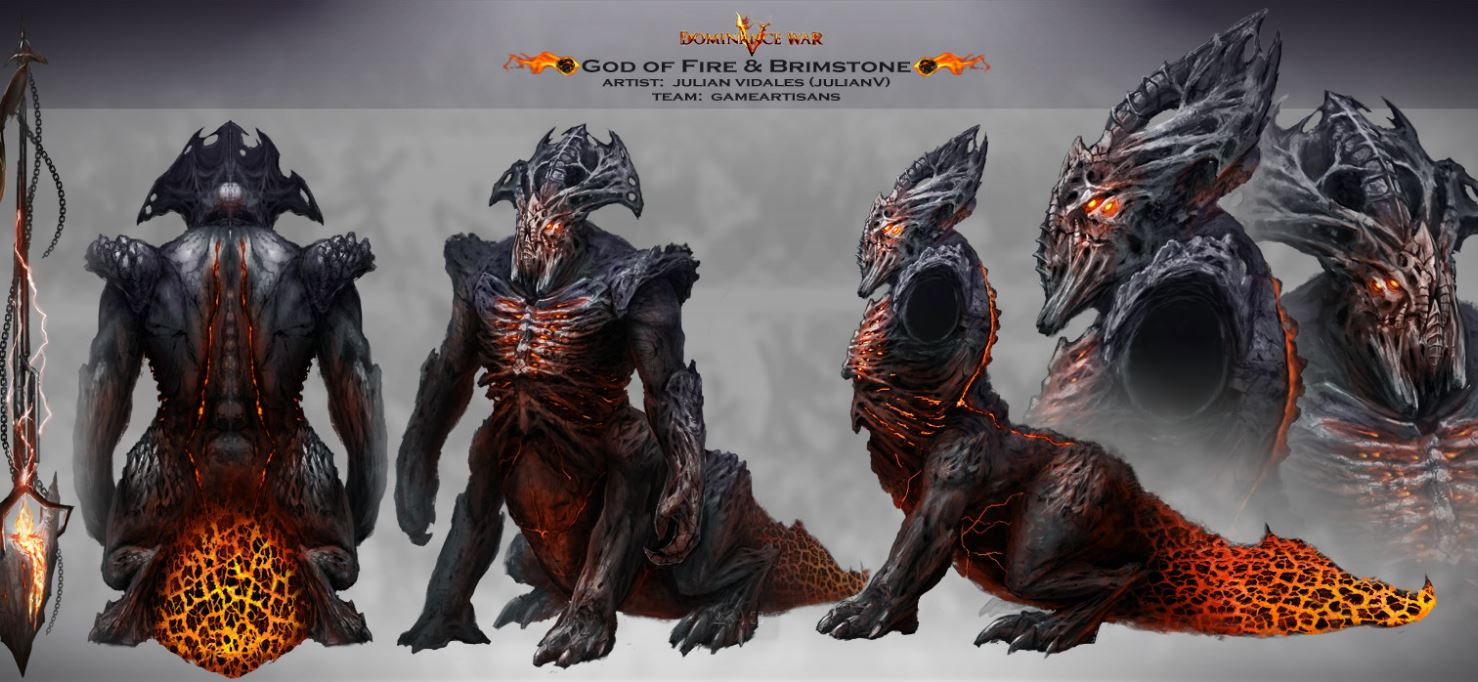 DOMINANCE WAR
V
GOD OF FIRE & BRIMSTONE
ARTIST: JULIAN VIDALES (JULIANV)
TEAM: GAMEARTISANS